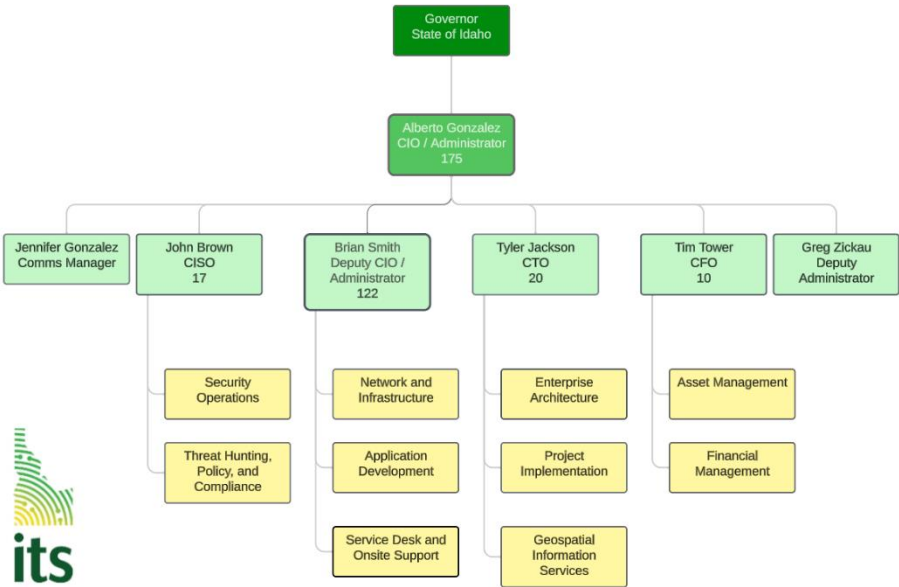 Governor
State of Idaho
Alberto Gonzalez
CIO / Administrator
175
Jennifer Gonzalez
Comms Manager
John Brown
CISO
17
Brian Smith
Deputy CIO /
Administrator
122
Tyler Jackson
CTO
20
Tim Tower
CFO
10
Greg Zickau
Deputy
Administrator
Security
Operations
Threat Hunting,
Policy, and
Compliance
Network and
Infrastructure
Application
Development
Service Desk and
Onsite Support
Enterprise
Architecture
Project
Implementation
Geospatial
Information
Services
Asset Management
Financial
Management
its